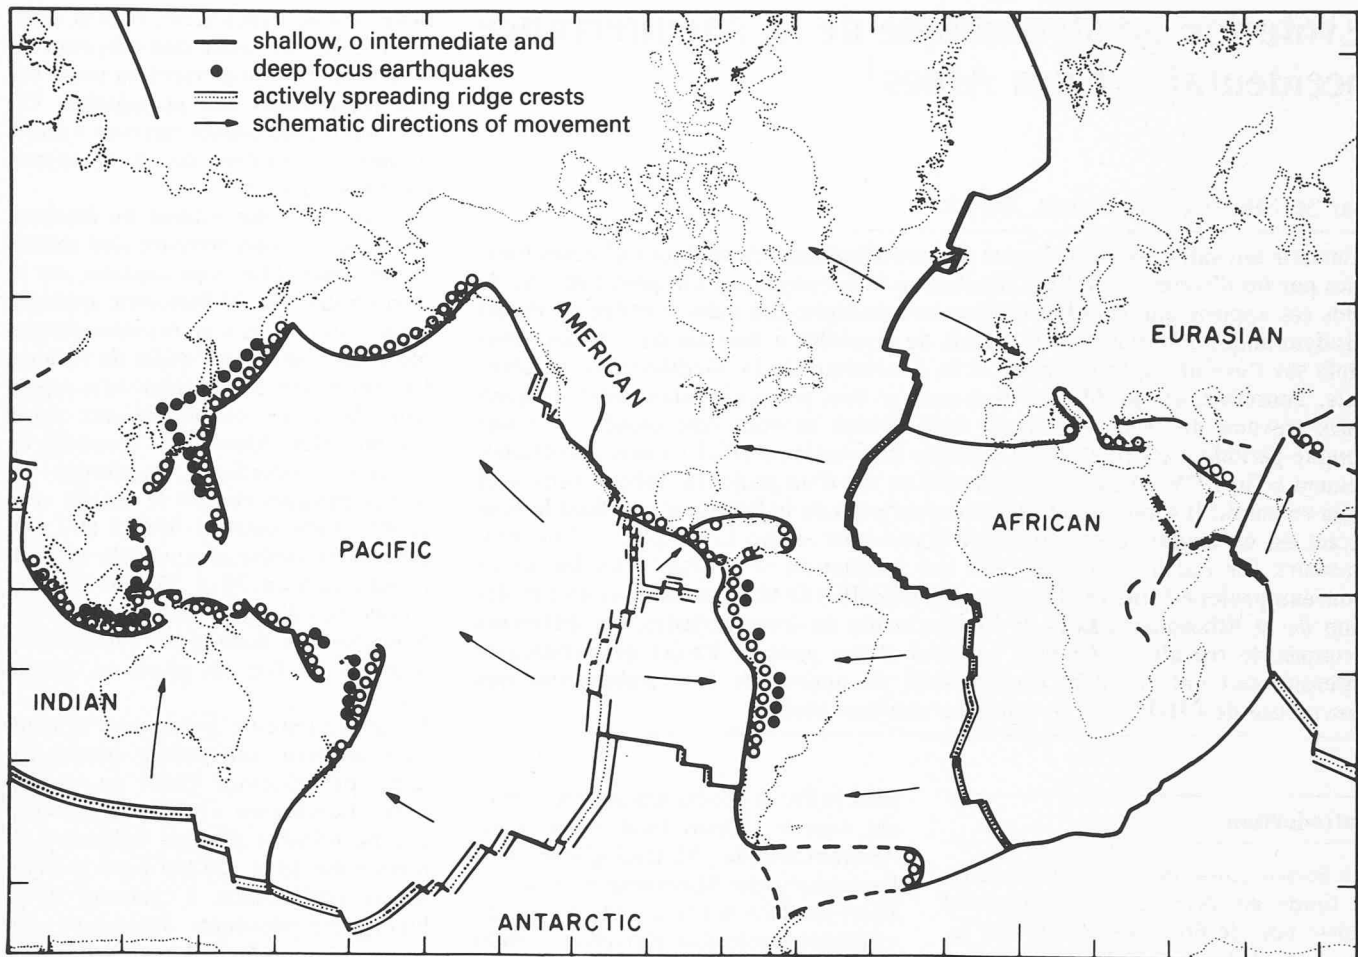 shallow, o intermediate and
● deep focus earthquakes
actively spreading ridge crests
schematic directions of movement
AMERICAN
EURASIAN
PACIFIC
AFRICAN
INDIAN
ANTARCTIC